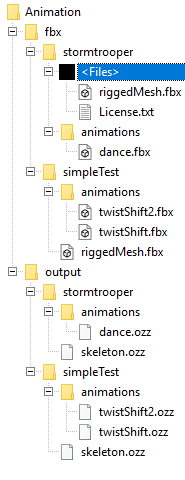 Animation
fbx
stormtrooper
<Files>
riggedMesh.fbx
License.txt
animations
dance.fbx
simpleTest
animations
twistShift2.fbx
twistShift.fbx
riggedMesh.fbx
output
stormtrooper
animations
dance.ozz
skeleton.ozz
simpleTest
animations
twistShift2.ozz
twistShift.ozz
skeleton.ozz